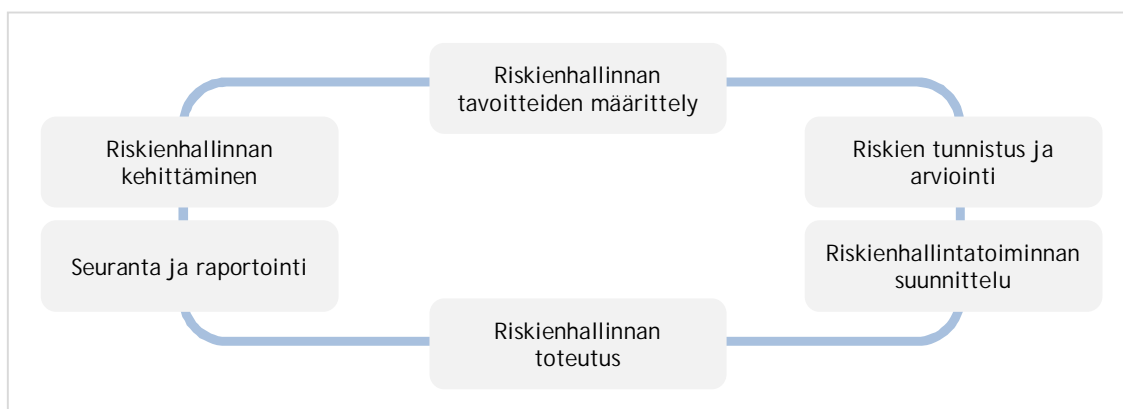 Riskienhallinnan
tavoitteiden määrittely
Riskien tunnistus ja
arviointi
Riskienhallintatoiminnan
suunnittelu
Riskienhallinnan
toteutus
Seuranta ja raportointi
Riskienhallinnan
kehittäminen